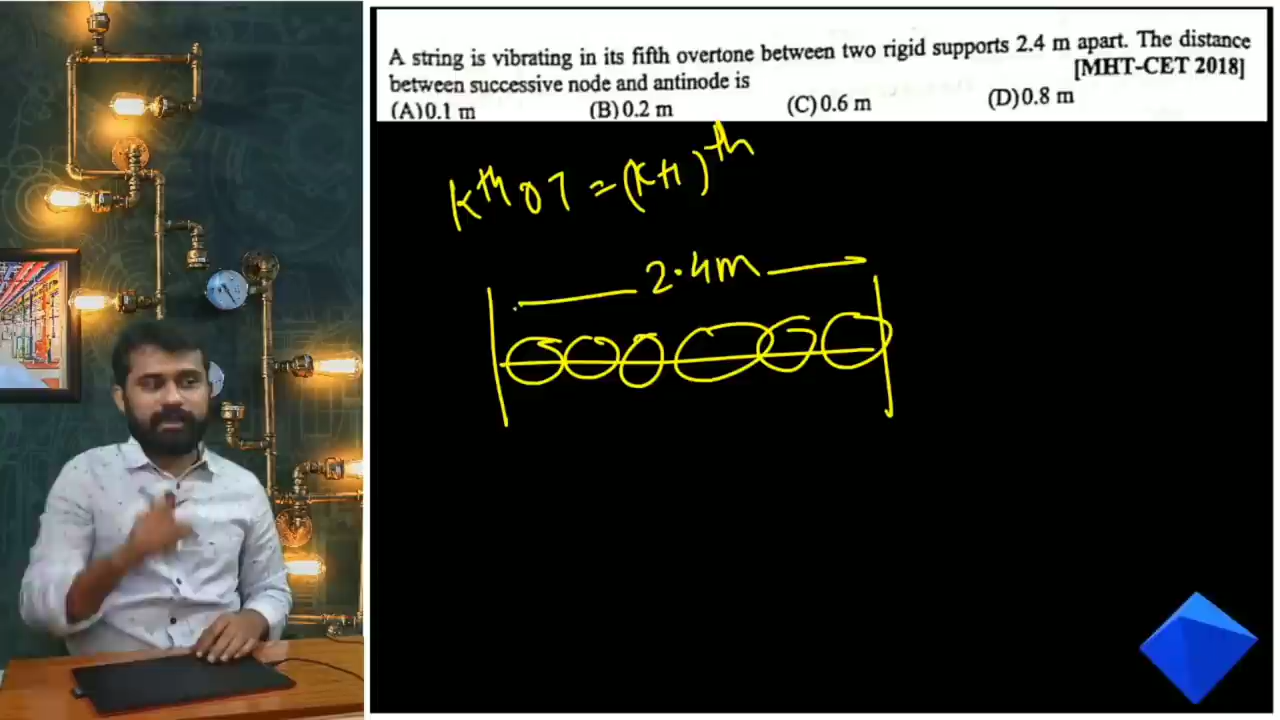 A string is vibrating in its fifth overtone between two rigid supports 2.4 m apart. The distance
between successive node and antinode is [MHT-CET 2018]
(A) 0.1 m (B) 0.2 m (C) 0.6 m (D) 0.8 m
Kth OT = (K+1)th
2.4m